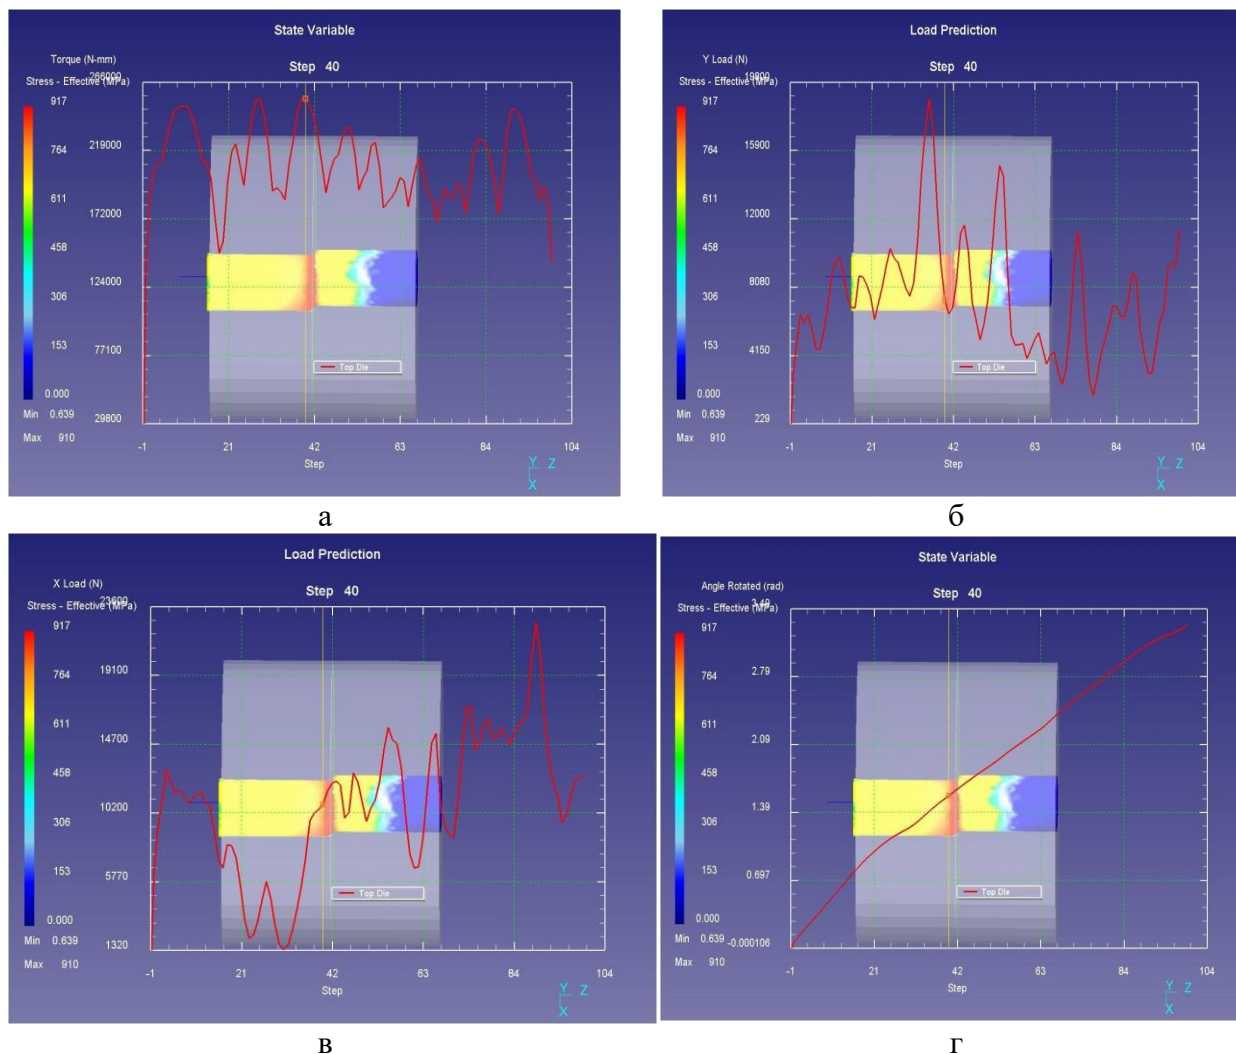 State Variable
Torque (N-mm)
Step 40
Stress - Effective (MPa)
266000
917
764
219000
611
172000
458
124000
306
153
77100
Top Die
0.000
Min 0.639
29800
Max 910
-1 21 42 63 84 104
Step
Y Z
X
а
Load Prediction
Y Load (N)
Step 40
Stress - Effective (MPa)
19800
917
764
15900
611
12000
458
8080
306
153
4150
Top Die
0.000
Min 0.639
229
Max 910
-1 21 42 63 84 104
Step
Y Z
X
б
Load Prediction
X Load (N)
Step 40
Stress - Effective (MPa)
23600
917
19100
764
611
14700
458
10200
306
153
5770
Top Die
0.000
Min 0.639
1320
Max 910
-1 21 42 63 84 104
Step
Y Z
X
в
State Variable
Angle Rotated (rad)
Step 40
Stress - Effective (MPa)
3.49
917
2.79
764
611
2.09
458
1.39
306
153
0.697
Top Die
0.000
Min 0.639
-0.000106
Max 910
-1 21 42 63 84 104
Step
Y Z
X
г